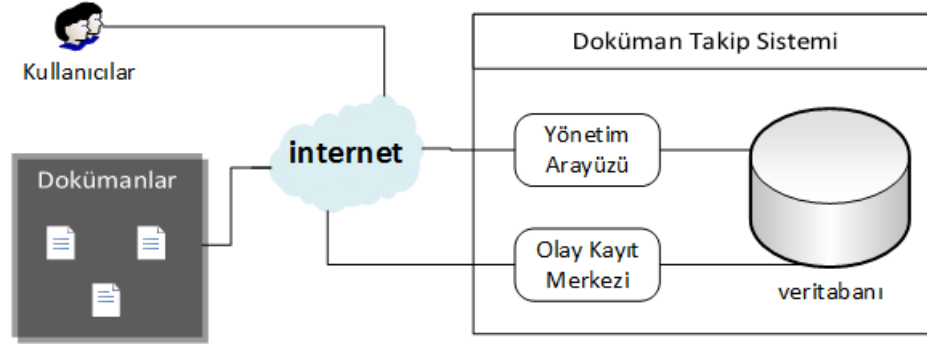 Kullanıcılar
Dokümanlar
internet
Doküman Takip Sistemi
Yönetim
Arayüzü
Olay Kayıt
Merkezi
veritabanı